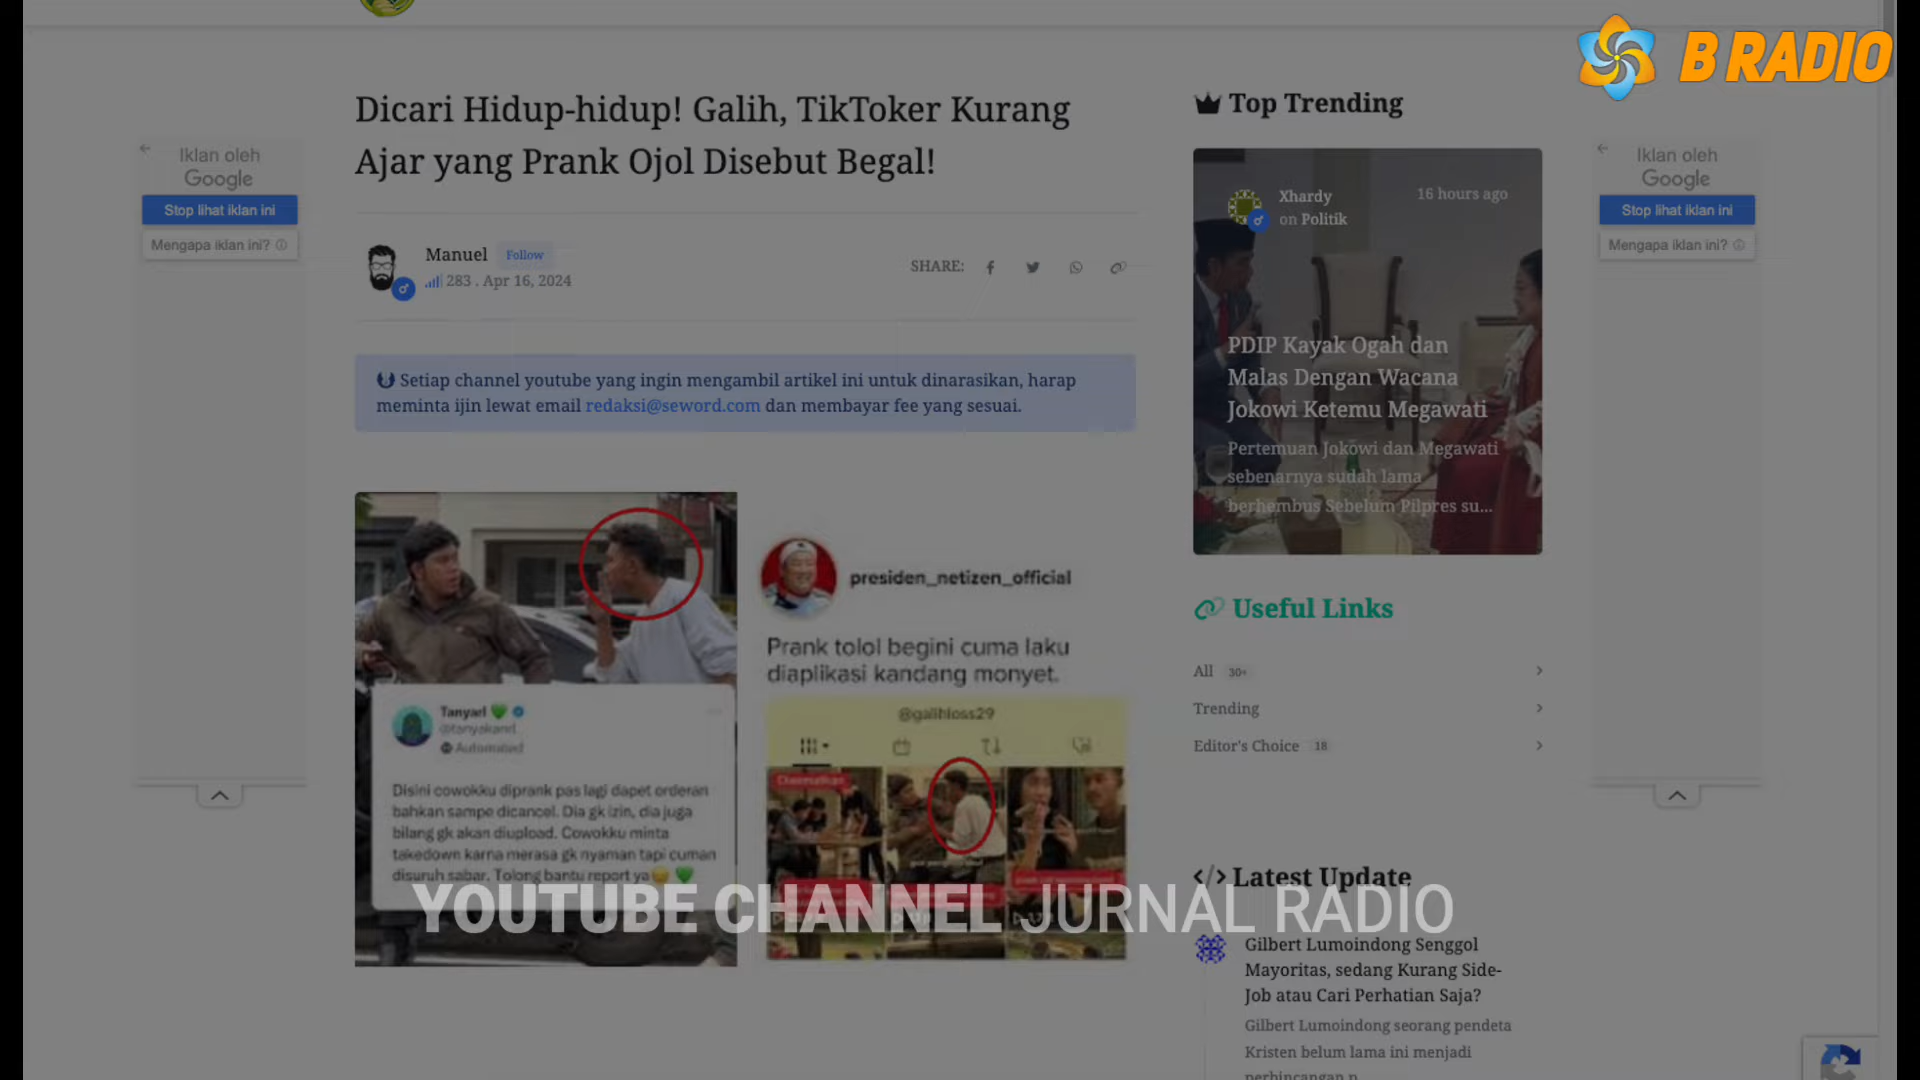 B RADIO
Dicari Hidup-hidup! Galih, TikToker Kurang
Ajar yang Prank Ojol Disebut Begal!
Manuel Follow
283 . Apr 16, 2024
SHARE:
Setiap channel youtube yang ingin mengambil artikel ini untuk dinarasikan, harap
meminta ijin lewat email redaksi@seword.com dan membayar fee yang sesuai.
Iklan oleh
Google
Stop lihat iklan ini
Mengapa iklan ini?
Tanyarl
@tanyakanrl
Automated
Disini cowokku diprank pas lagi dapet orderan
bahkan sampe dicancel. Dia gk izin, dia juga
bilang gk akan diupload. Cowokku minta
takedown karna merasa gk nyaman tapi cuman
disuruh sabar. Tolong bantu report ya
presiden_netizen_official
Prank tolol begini cuma laku
diaplikasi kandang monyet.
@galihloss29
YOUTUBE CHANNEL JURNAL RADIO
Top Trending
Xhardy
on Politik
16 hours ago
PDIP Kayak Ogah dan
Malas Dengan Wacana
Jokowi Ketemu Megawati
Pertemuan Jokowi dan Megawati
sebenarnya sudah lama
berhembus Sebelum Pilpres su...
Useful Links
All 30+
Trending
Editor's Choice 18
Latest Update
Gilbert Lumoindong Senggol
Mayoritas, sedang Kurang Side-
Job atau Cari Perhatian Saja?
Gilbert Lumoindong seorang pendeta
Kristen belum lama ini menjadi
perbincangan n
Iklan oleh
Google
Stop lihat iklan ini
Mengapa iklan ini?